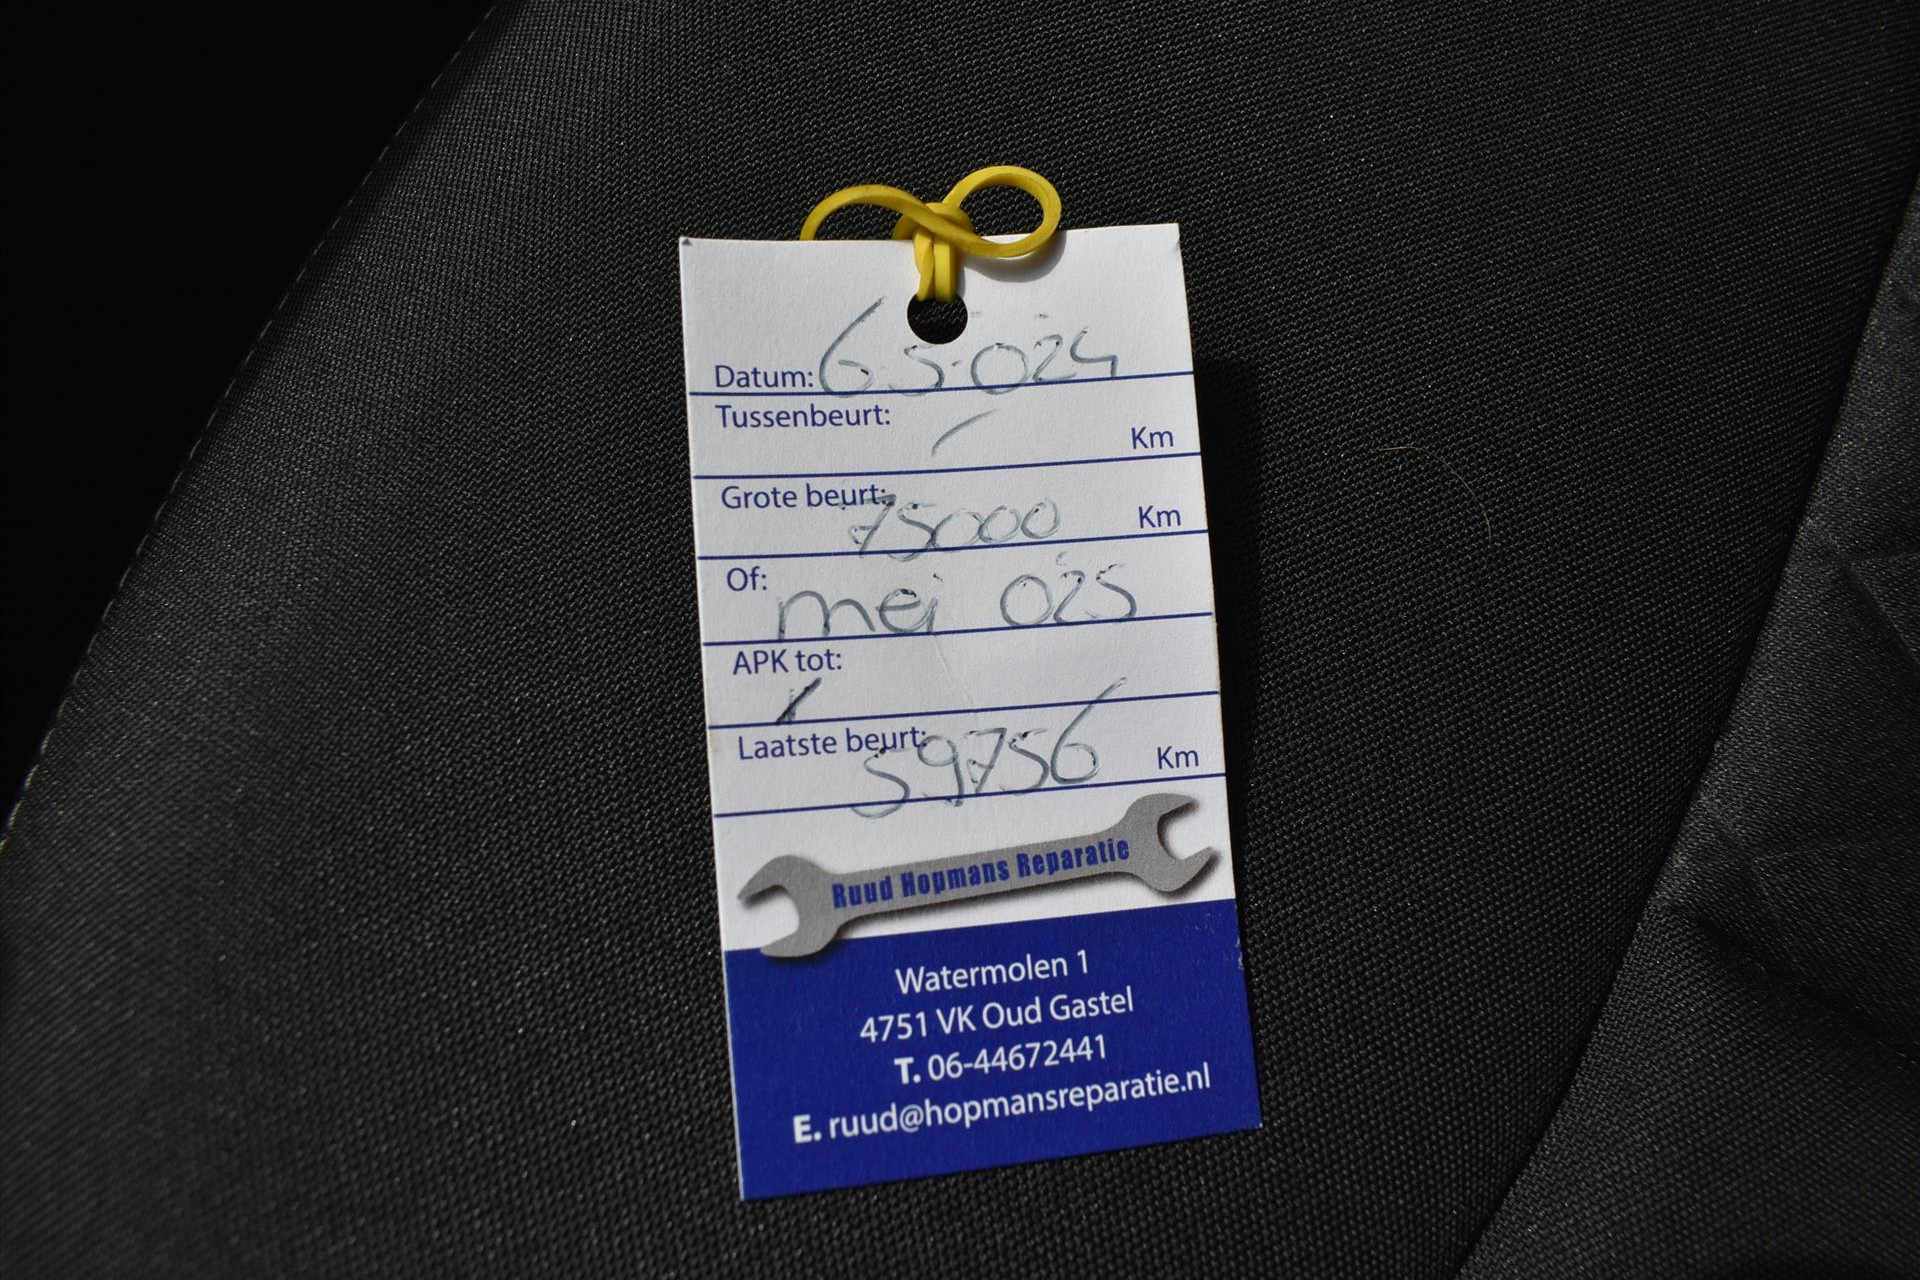 Datum: 6-5-024
Tussenbeurt: / Km
Grote beurt: 75000 Km
Of: mei 025
APK tot: /
Laatste beurt: 59756 Km
Ruud Hopmans Reparatie
Watermolen 1
4751 VK Oud Gastel
T. 06-44672441
E. ruud@hopmansreparatie.nl